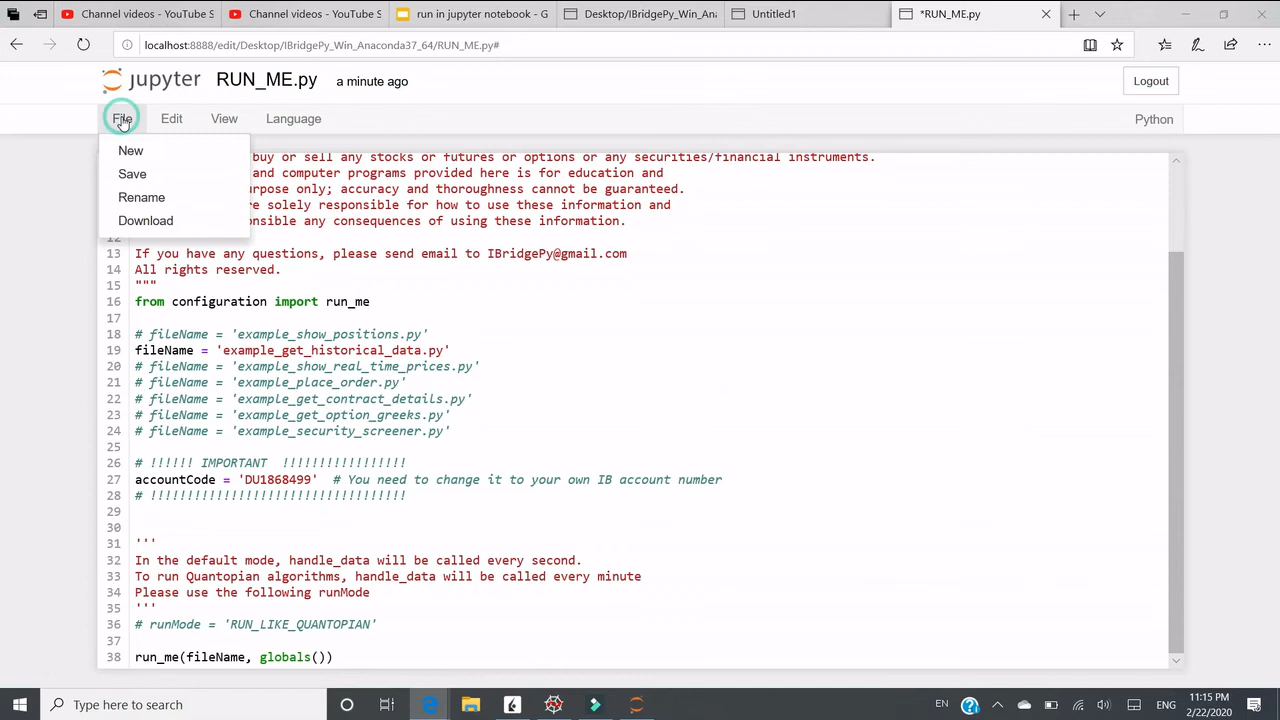 Channel videos - YouTube S
Channel videos - YouTube S
run in jupyter notebook - G
Desktop/IBridgePy_Win_Ana
Untitled1
*RUN_ME.py
localhost:8888/edit/Desktop/IBridgePy_Win_Anaconda37_64/RUN_ME.py#
jupyter RUN_ME.py a minute ago
Logout
File Edit View Language
Python
New
Save
Rename
Download
buy or sell any stocks or futures or options or any securities/financial instruments.
and computer programs provided here is for education and
urpose only; accuracy and thoroughness cannot be guaranteed.
re solely responsible for how to use these information and
onsible any consequences of using these information.
12
13 If you have any questions, please send email to IBridgePy@gmail.com
14 All rights reserved.
15 """
16 from configuration import run_me
17
18 # fileName = 'example_show_positions.py'
19 fileName = 'example_get_historical_data.py'
20 # fileName = 'example_show_real_time_prices.py'
21 # fileName = 'example_place_order.py'
22 # fileName = 'example_get_contract_details.py'
23 # fileName = 'example_get_option_greeks.py'
24 # fileName = 'example_security_screener.py'
25
26 # !!!!!! IMPORTANT  !!!!!!!!!!!!!!!!!
27 accountCode = 'DU1868499'  # You need to change it to your own IB account number
28 # !!!!!!!!!!!!!!!!!!!!!!!!!!!!!!!!!!!
29
30
31 '''
32 In the default mode, handle_data will be called every second.
33 To run Quantopian algorithms, handle_data will be called every minute
34 Please use the following runMode
35 '''
36 # runMode = 'RUN_LIKE_QUANTOPIAN'
37
38 run_me(fileName, globals())
Type here to search
EN
ENG
11:15 PM
2/22/2020